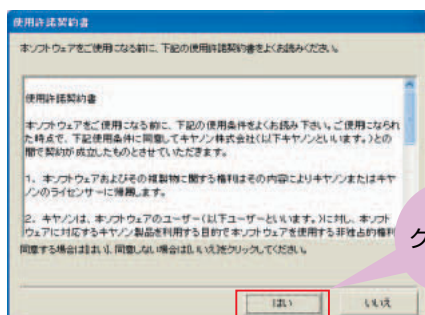 使用許諾契約書
本ソフトウェアをご使用になる前に、下記の使用許諾契約書をよくお読みください。
使用許諾契約書
本ソフトウェアをご使用になる前に、下記の使用条件をよくお読み下さい。ご使用になられ
た時点で、下記使用条件に同意してキヤノン株式会社(以下キヤノンといいます。)との
間で契約が成立したものとさせていただきます。
1. 本ソフトウェアおよびその複製物に関する権利はその内容によりキヤノンまたはキヤ
ノンのライセンサーに帰属します。
2. キヤノンは、本ソフトウェアのユーザー(以下ユーザーといいます。)に対し、本ソフト
ウェアに対応するキヤノン製品を利用する目的で本ソフトウェアを使用する非独占的権利
同意する場合は[はい]、同意しない場合は[いいえ]をクリックしてください。
ク
はい
いいえ